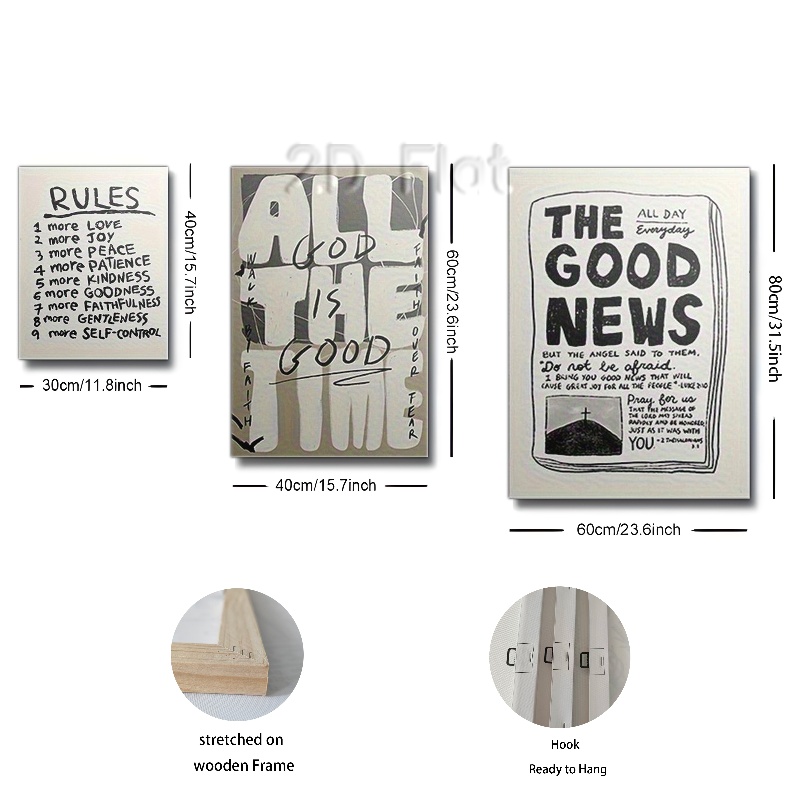 2D Flat
RULES
1 more LOVE
2 more JOY
3 more PEACE
4 more PATIENCE
5 more KINDNESS
6 more GOODNESS
7 more FAITHFULNESS
8 more GENTLENESS
9 more SELF-CONTROL
40cm/15.7inch
30cm/11.8inch
ALL
THE
TIME
GOD
IS
GOOD
WALK BY FAITH
FAITH OVER FEAR
60cm/23.6inch
40cm/15.7inch
THE
ALL DAY
Everyday
GOOD
NEWS
BUT THE ANGEL SAID TO THEM,
"Do not be afraid.
I BRING YOU GOOD NEWS THAT WILL
CAUSE GREAT JOY FOR ALL THE PEOPLE" -LUKE 2:10
Pray for us
THAT THE MESSAGE OF
THE LORD MAY SPREAD
RAPIDLY AND BE HONORED
JUST AS IT WAS WITH
YOU -2 THESSALONIANS
3:1
80cm/31.5inch
60cm/23.6inch
stretched on
wooden Frame
Hook
Ready to Hang